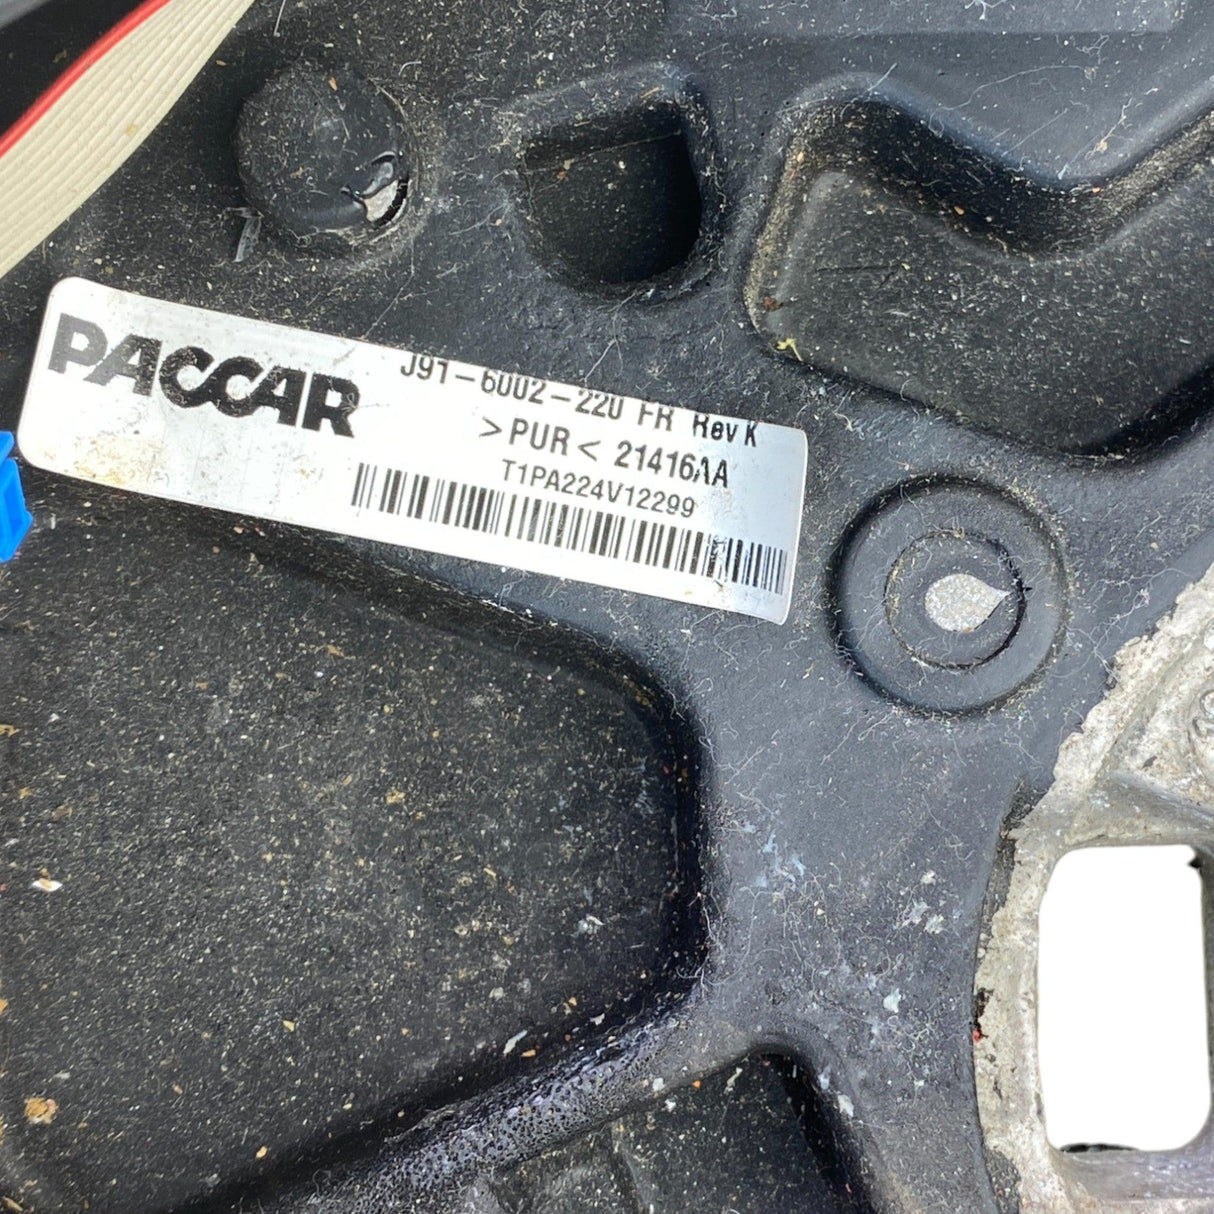 PACCAR
J91-6002-220 FR Rev K
>PUR< 21416AA
T1PA224V12299